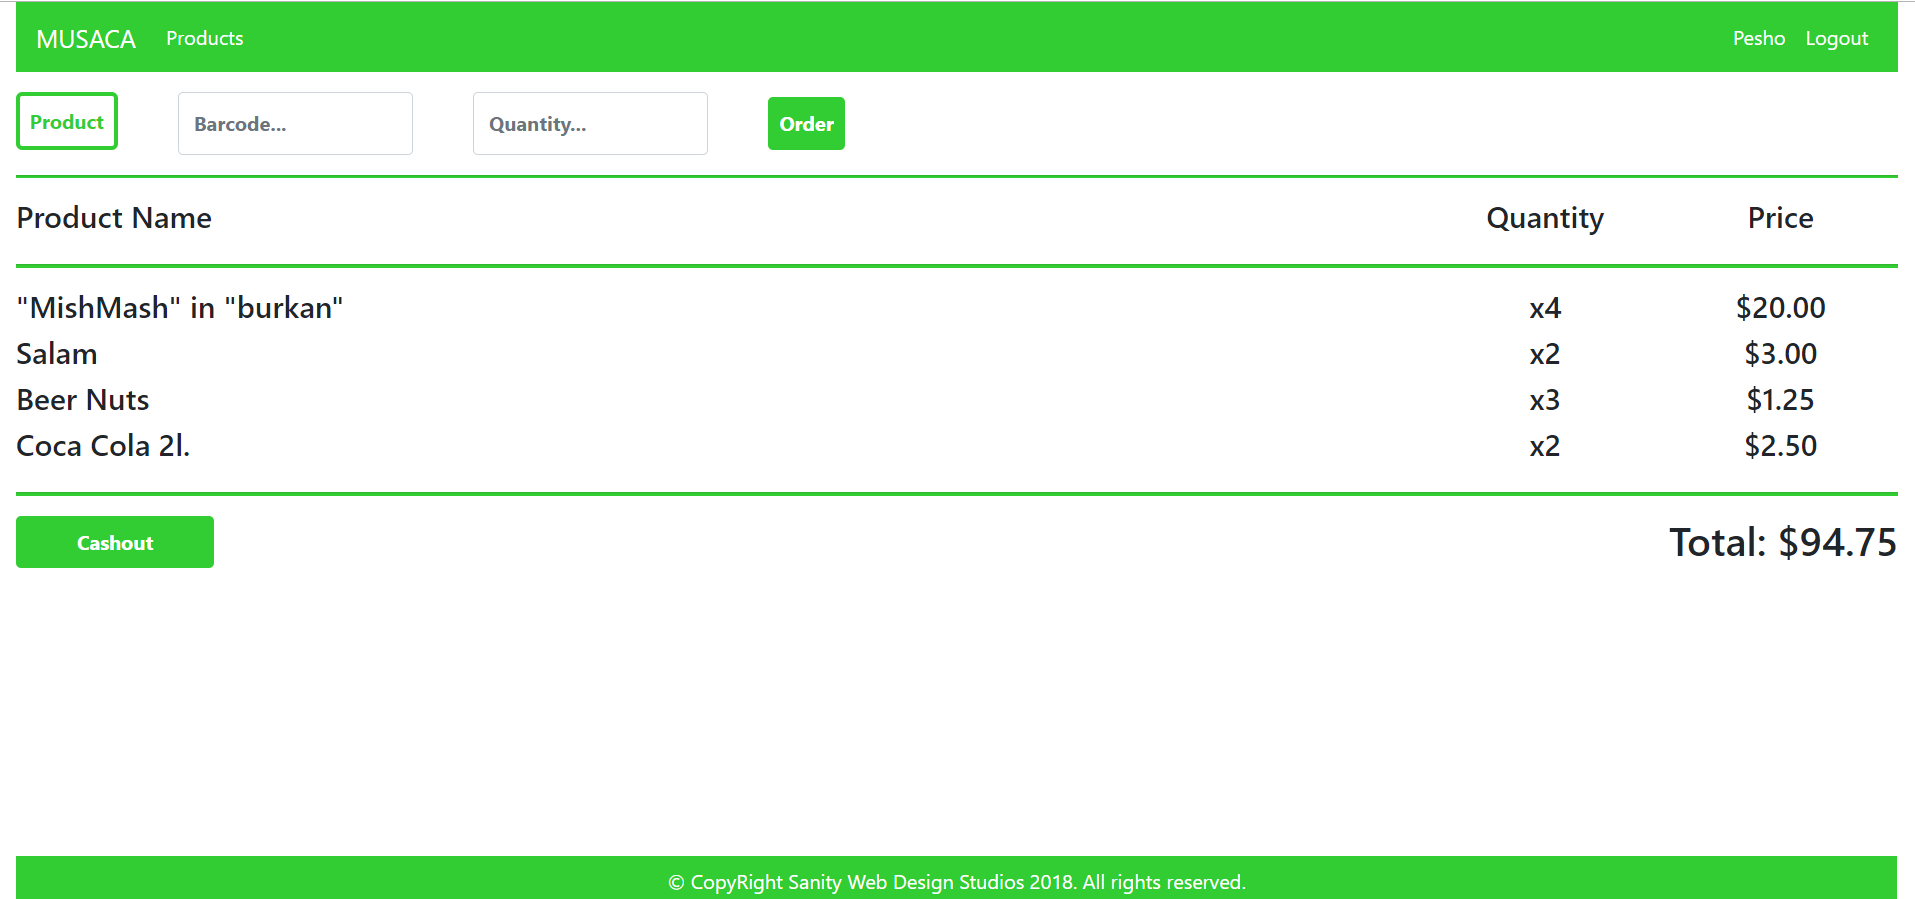 MUSACA Products Pesho Logout
Product Barcode... Quantity... Order
Product Name Quantity Price
"MishMash" in "burkan" x4 $20.00
Salam x2 $3.00
Beer Nuts x3 $1.25
Coca Cola 2l. x2 $2.50
Cashout Total: $94.75
© CopyRight Sanity Web Design Studios 2018. All rights reserved.